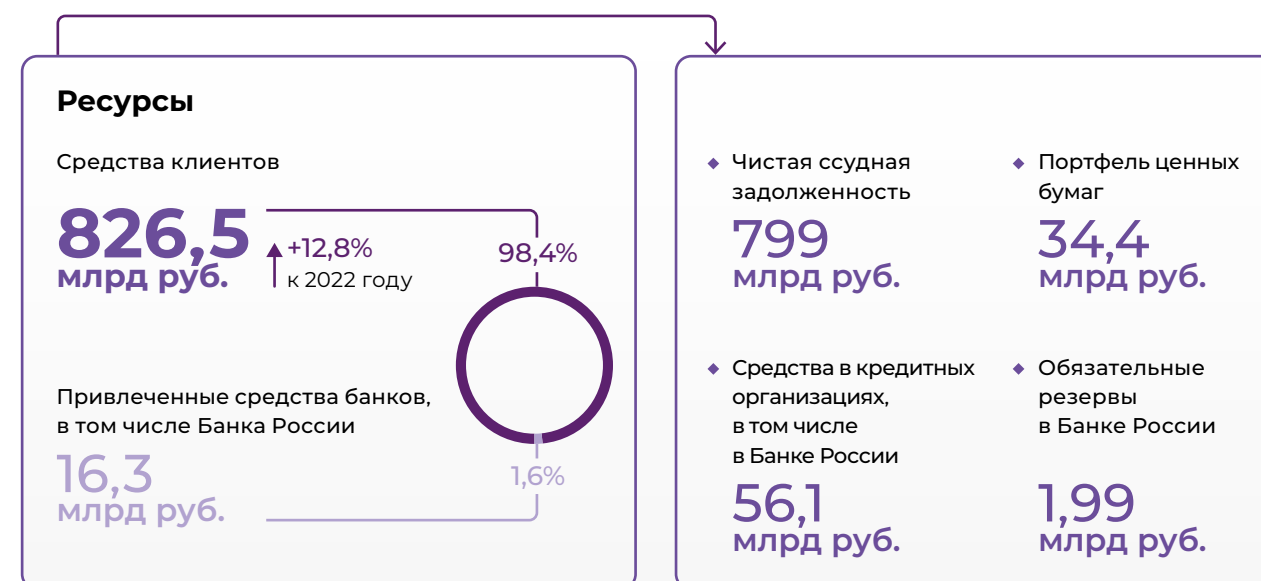 Ресурсы
Средства клиентов
826,5
млрд руб.
+12,8%
к 2022 году
98,4%
Привлеченные средства банков,
в том числе Банка России
16,3
млрд руб.
1,6%
Чистая ссудная
задолженность
799
млрд руб.
Портфель ценных
бумаг
34,4
млрд руб.
Средства в кредитных
организациях,
в том числе
в Банке России
56,1
млрд руб.
Обязательные
резервы
в Банке России
1,99
млрд руб.